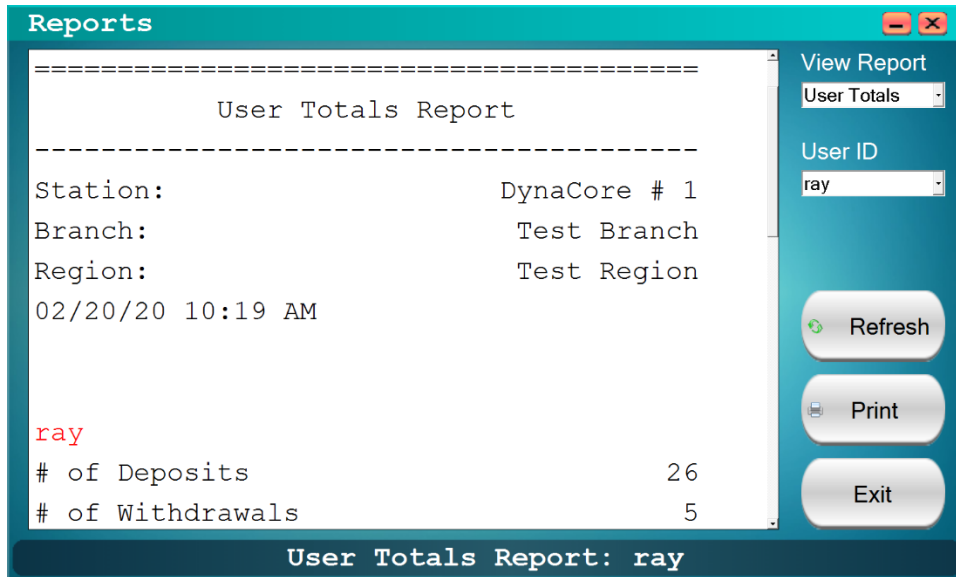 Reports
========================================
User Totals Report
----------------------------------------
Station: DynaCore # 1
Branch: Test Branch
Region: Test Region
02/20/20 10:19 AM
ray
# of Deposits 26
# of Withdrawals 5
View Report
User Totals
User ID
ray
Refresh
Print
Exit
User Totals Report: ray